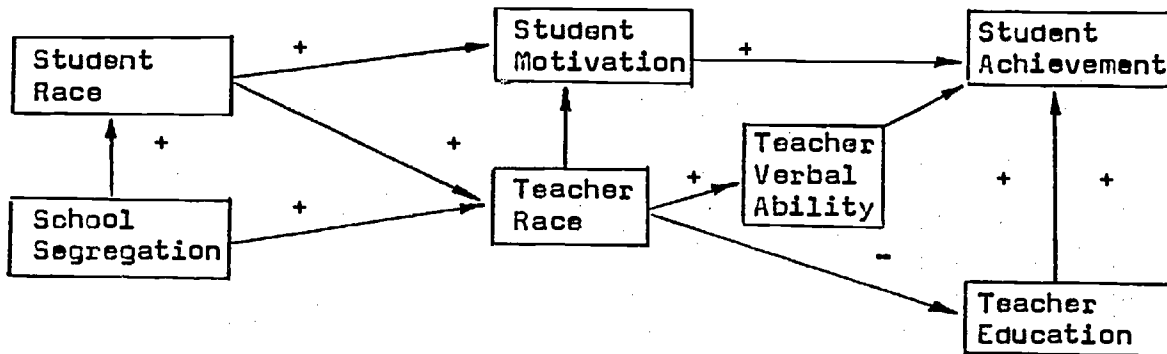 Student
Race
+
Student
Motivation
+
Student
Achievement
+
+
Teacher
Verbal
Ability
+
+
School
Segregation
+
Teacher
Race
+
-
Teacher
Education